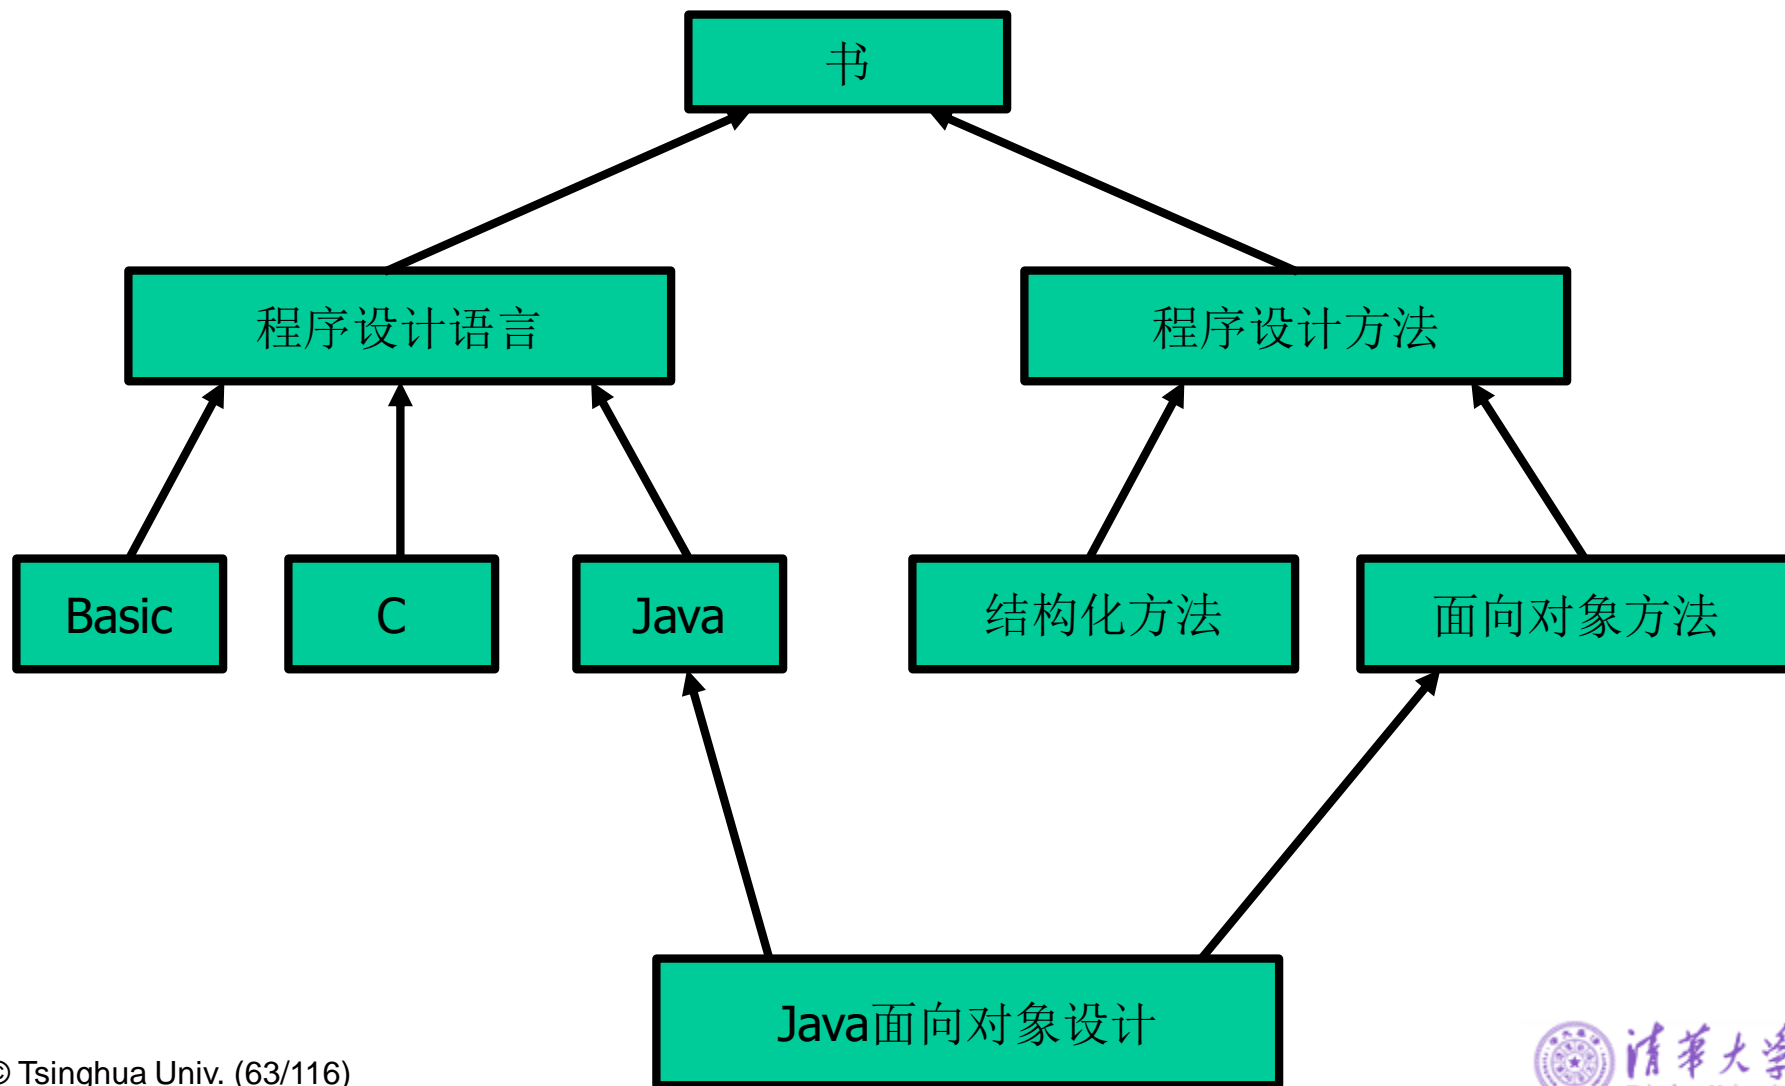 书
程序设计语言
程序设计方法
Basic
C
Java
结构化方法
面向对象方法
Java面向对象设计
© Tsinghua Univ. (63/116)
清华大学